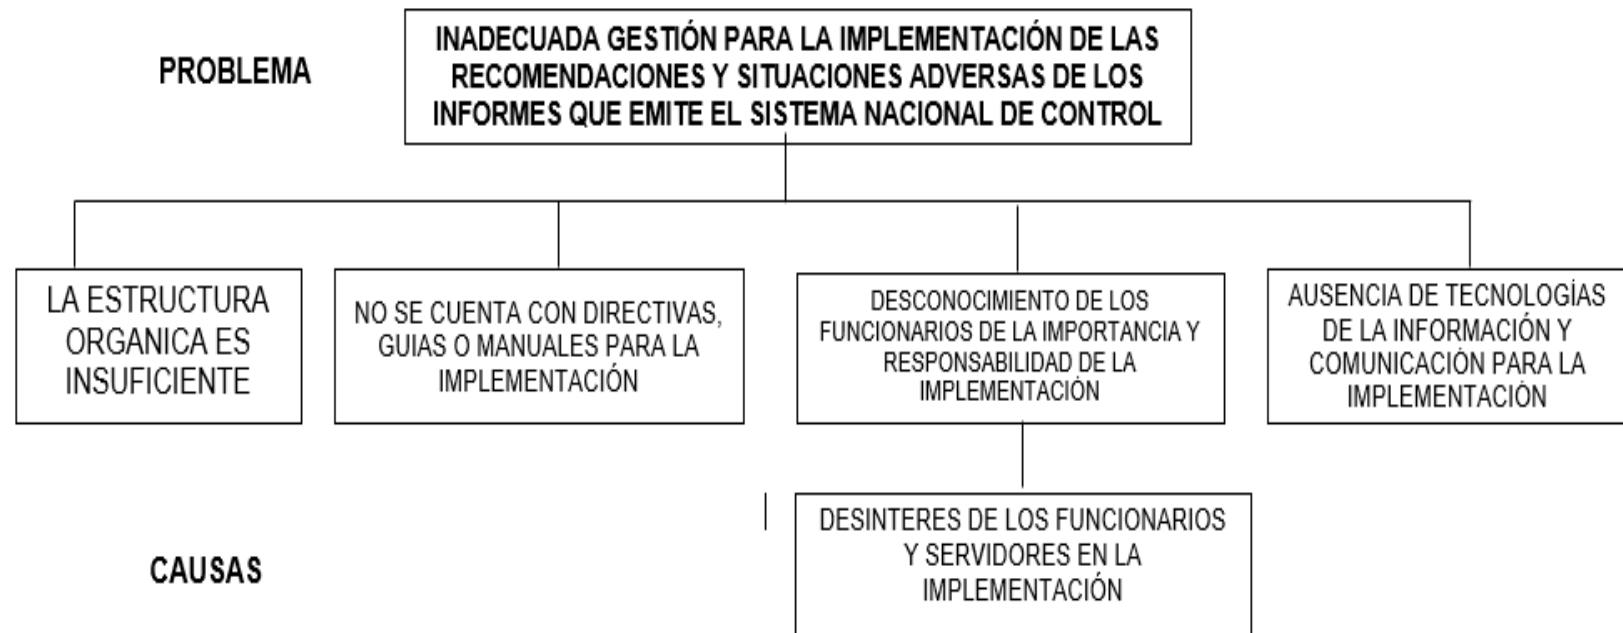 PROBLEMA
INADECUADA GESTIÓN PARA LA IMPLEMENTACIÓN DE LAS
RECOMENDACIONES Y SITUACIONES ADVERSAS DE LOS
INFORMES QUE EMITE EL SISTEMA NACIONAL DE CONTROL
LA ESTRUCTURA
ORGANICA ES
INSUFICIENTE
NO SE CUENTA CON DIRECTIVAS,
GUIAS O MANUALES PARA LA
IMPLEMENTACIÓN
DESCONOCIMIENTO DE LOS
FUNCIONARIOS DE LA IMPORTANCIA Y
RESPONSABILIDAD DE LA
IMPLEMENTACIÓN
AUSENCIA DE TECNOLOGÍAS
DE LA INFORMACIÓN Y
COMUNICACIÓN PARA LA
IMPLEMENTACIÓN
CAUSAS
DESINTERES DE LOS FUNCIONARIOS
Y SERVIDORES EN LA
IMPLEMENTACIÓN